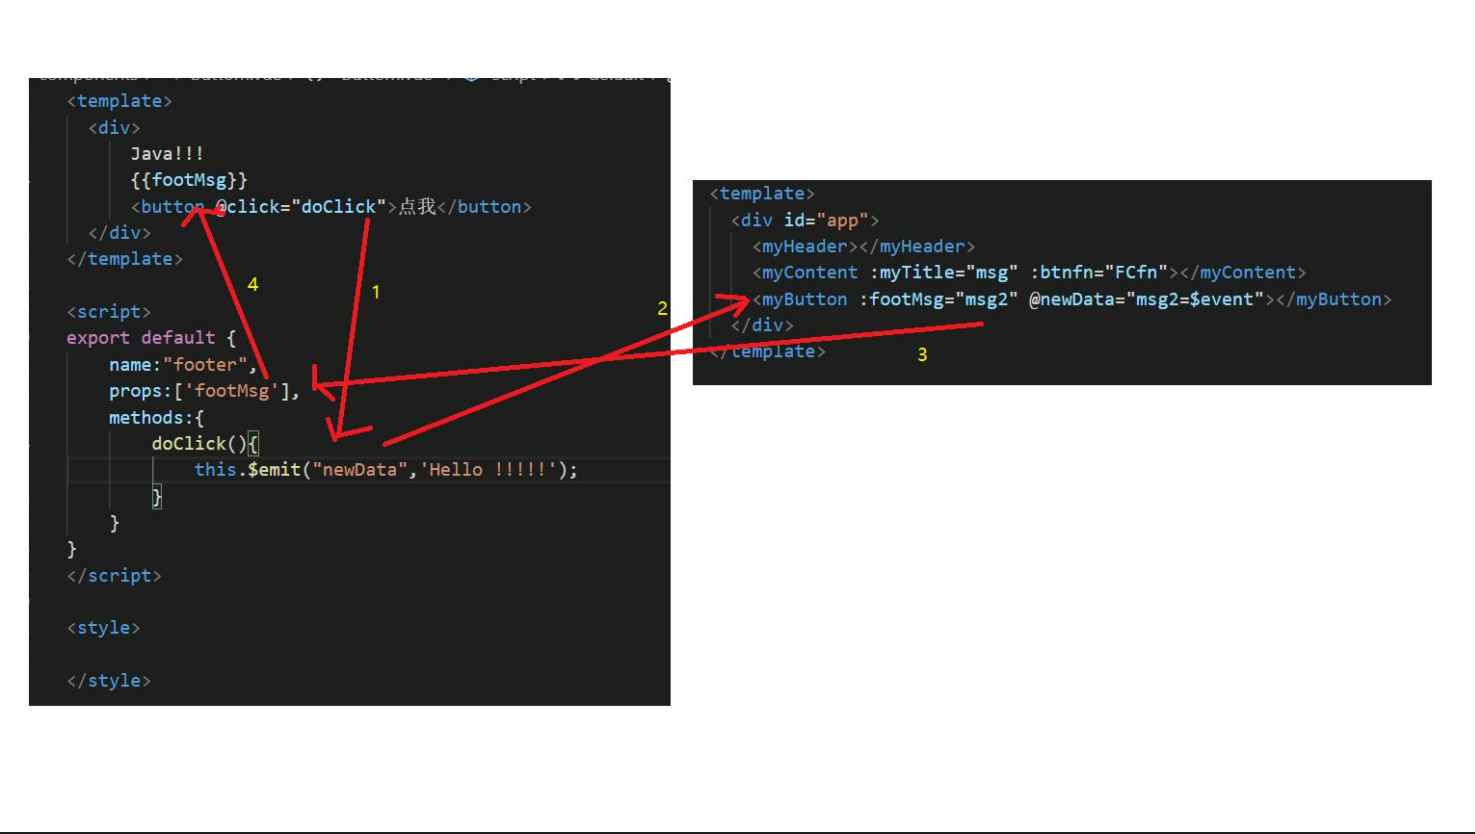 <template>
<div>
Java!!!
{{footMsg}}
<button @click="doClick">点我</button>
</div>
</template>
4
1
<script>
export default {
name:"footer",
props:['footMsg'],
methods:{
doClick(){
this.$emit("newData",'Hello !!!!!');
}
}
}
</script>
<style>
</style>
2
<template>
<div id="app">
<myHeader></myHeader>
<myContent :myTitle="msg" :btnfn="FCfn"></myContent>
<myButton :footMsg="msg2" @newData="msg2=$event"></myButton>
</div>
</template>
3